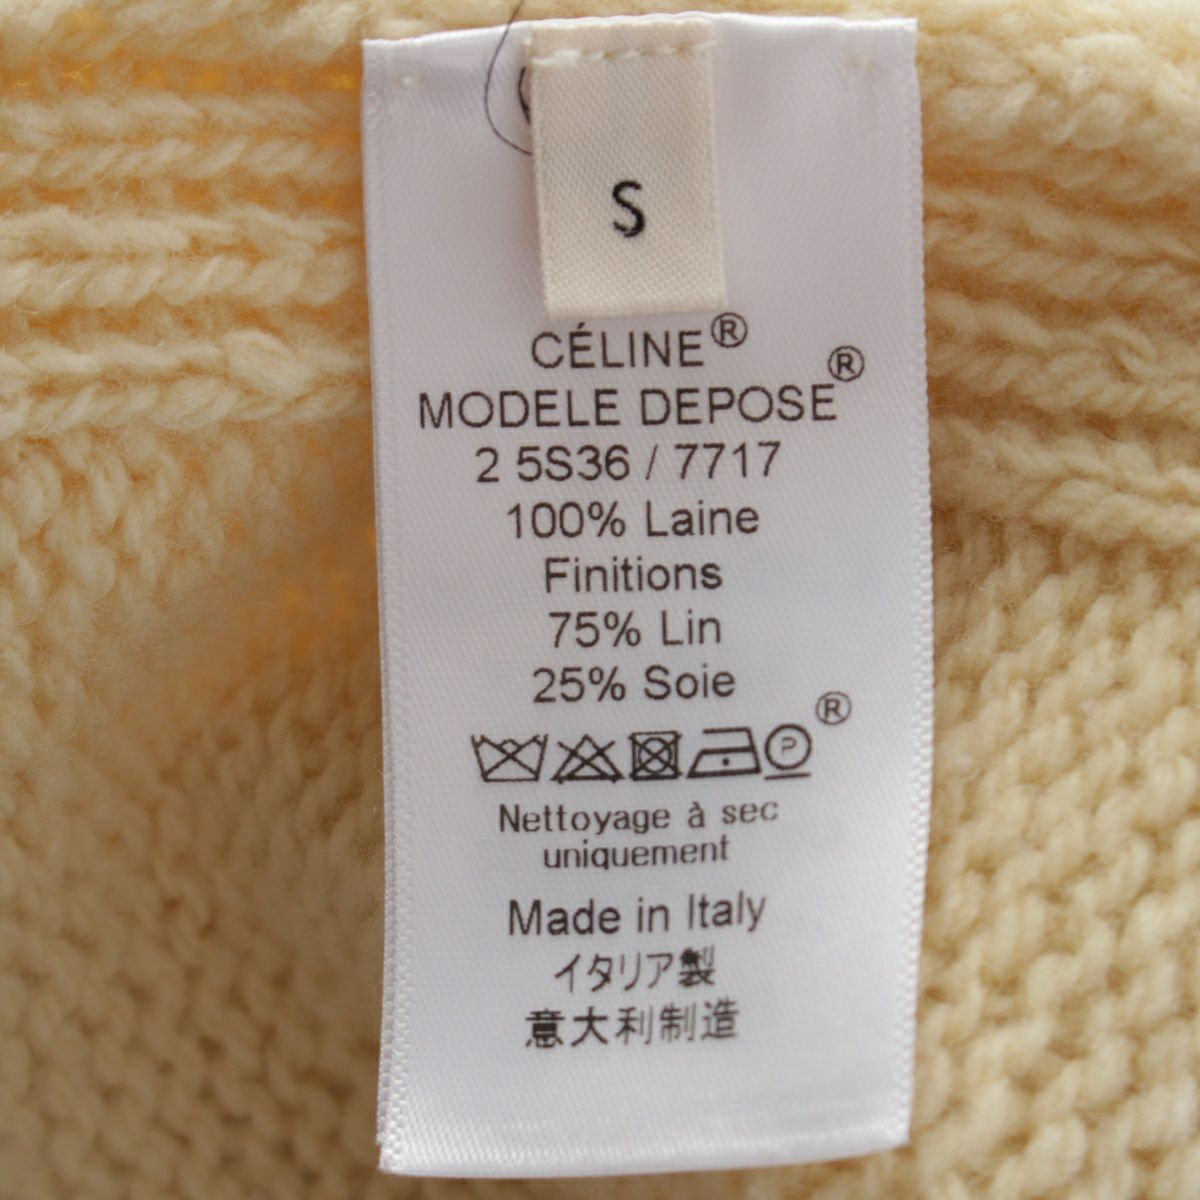 S
CÉLINE®
MODELE DEPOSE®
2 5S36 / 7717
100% Laine
Finitions
75% Lin
25% Soie
P ®
Nettoyage à sec
uniquement
Made in Italy
イタリア製
意大利制造